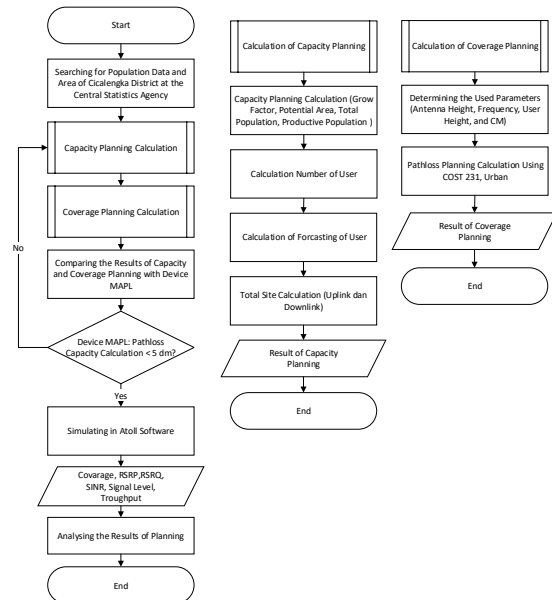 Start
Searching for Population Data and
Area of Cicalengka District at the
Central Statistics Agency
Capacity Planning Calculation
Coverage Planning Calculation
No
Comparing the Results of Capacity
and Coverage Planning with Device
MAPL
Device MAPL: Pathloss
Capacity Calculation < 5 dm?
Yes
Simulating in Atoll Software
Covarage, RSRP,RSRQ,
SINR, Signal Level,
Troughput
Analysing the Results of Planning
End
Calculation of Capacity Planning
Capacity Planning Calculation (Grow
Factor, Potential Area, Total
Population, Productive Population )
Calculation Number of User
Calculation of Forcasting of User
Total Site Calculation (Uplink dan
Downlink)
Result of Capacity
Planning
End
Calculation of Coverage Planning
Determining the Used Parameters
(Antenna Height, Frequency, User
Height, and CM)
Pathloss Planning Calculation Using
COST 231, Urban
Result of Coverage
Planning
End